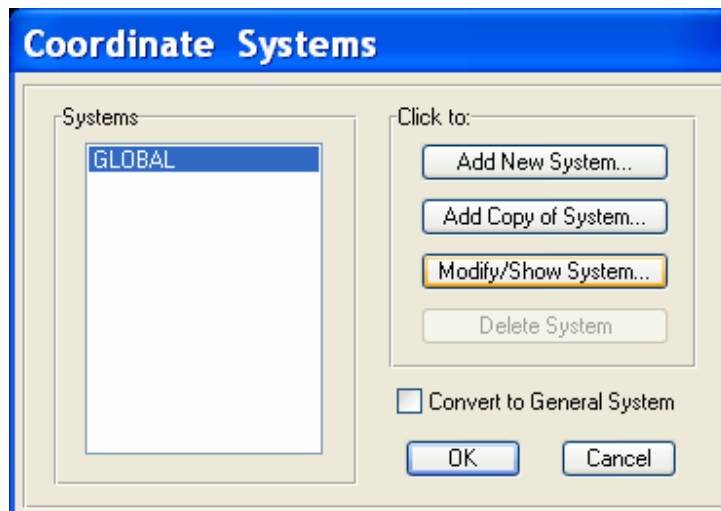 Coordinate Systems
Systems
GLOBAL
Click to:
Add New System...
Add Copy of System...
Modify/Show System...
Delete System
Convert to General System
OK
Cancel